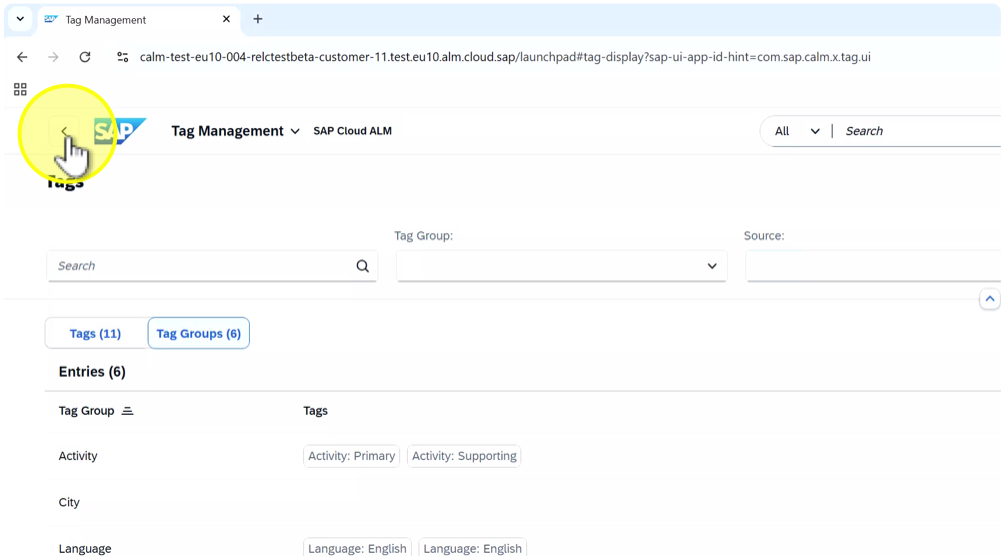 Tag Management
calm-test-eu10-004-relctestbeta-customer-11.test.eu10.alm.cloud.sap/launchpad#tag-display?sap-ui-app-id-hint=com.sap.calm.x.tag.ui
SAP Tag Management SAP Cloud ALM All Search
Tags
Tag Group: Source:
Search
Tags (11) Tag Groups (6)
Entries (6)
Tag Group Tags
Activity Activity: Primary Activity: Supporting
City
Language Language: English Language: English